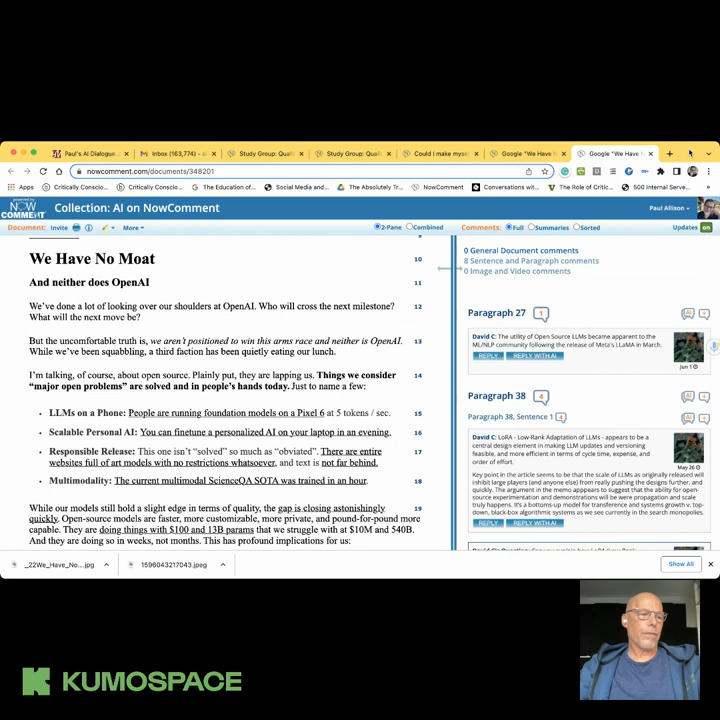 Paul's AI Dialogue
Inbox (163,774) - ai
Study Group: Quali
Study Group: Quali
Could I make myse
Google "We Have N
Google "We Have N
nowcomment.com/documents/348201
Apps
Critically Conscio...
Critically Conscio...
The Education of...
Social Media and...
The Absolutely Tr...
NowComment
Conversations wit...
The Role of Critic...
500 Internal Serve...
powered by
NOW
COMMENT
Collection: AI on NowComment
Paul Allison
Document: Invite
More
2-Pane
Combined
Comments: Full
Summaries
Sorted
Updates on
9
We Have No Moat 10
And neither does OpenAI 11
We've done a lot of looking over our shoulders at OpenAI. Who will cross the next milestone? 12
What will the next move be?
But the uncomfortable truth is, we aren't positioned to win this arms race and neither is OpenAI. 13
While we've been squabbling, a third faction has been quietly eating our lunch.
I'm talking, of course, about open source. Plainly put, they are lapping us. Things we consider 14
"major open problems" are solved and in people's hands today. Just to name a few:
• LLMs on a Phone: People are running foundation models on a Pixel 6 at 5 tokens / sec. 15
• Scalable Personal AI: You can finetune a personalized AI on your laptop in an evening. 16
• Responsible Release: This one isn't "solved" so much as "obviated". There are entire 17
websites full of art models with no restrictions whatsoever, and text is not far behind.
• Multimodality: The current multimodal ScienceQA SOTA was trained in an hour. 18
While our models still hold a slight edge in terms of quality, the gap is closing astonishingly 19
quickly. Open-source models are faster, more customizable, more private, and pound-for-pound more
capable. They are doing things with $100 and 13B params that we struggle with at $10M and 540B.
And they are doing so in weeks, not months. This has profound implications for us:
0 General Document comments
8 Sentence and Paragraph comments
0 Image and Video comments
Paragraph 27 1
AI +
David C: The utility of Open Source LLMs became apparent to the
ML/NLP community following the release of Meta's LLaMA in March.
REPLY REPLY WITH AI
Jun 1
Paragraph 38 4
AI +
Paragraph 38, Sentence 1 4
AI +
David C: LoRA - Low-Rank Adaptation of LLMs - appears to be a
central design element in making LLM updates and versioning
feasible, and more efficient in terms of cycle time, expense, and
order of effort.
May 26
Key point in the article seems to be that the scale of LLMs as originally released will
inhibit large players (and anyone else) from really pushing the designs further, and
quickly. The argument in the memo appears to suggest that the ability for open-
source experimentation and demonstrations will be where propagation and scale
truly happens. It's a bottom-up model for transference and systems growth v. top-
down, black-box algorithmic systems as we see currently in the search monopolies.
REPLY REPLY WITH AI
_22We_Have_No....jpg
1596043217043.jpeg
Show All
KUMOSPACE